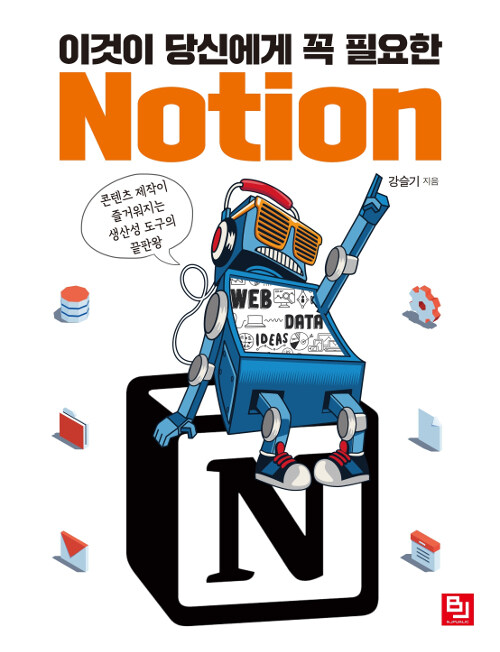 이것이 당신에게 꼭 필요한
Notion
강슬기 지음
콘텐츠 제작이
즐거워지는
생산성 도구의
끝판왕
WEB
DATA
IDEAS
N
BJ